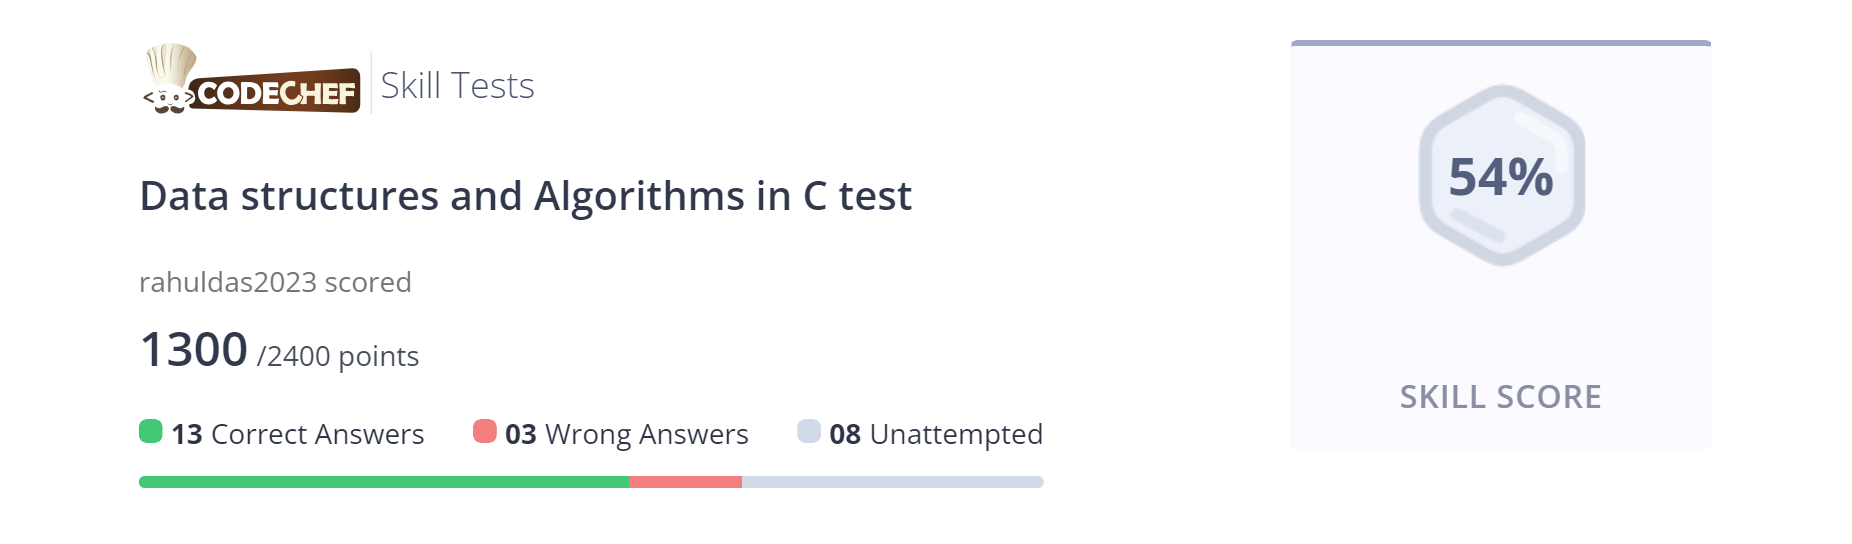 CODECHEF Skill Tests
Data structures and Algorithms in C test
rahuldas2023 scored
1300 /2400 points
13 Correct Answers 03 Wrong Answers 08 Unattempted
54%
SKILL SCORE